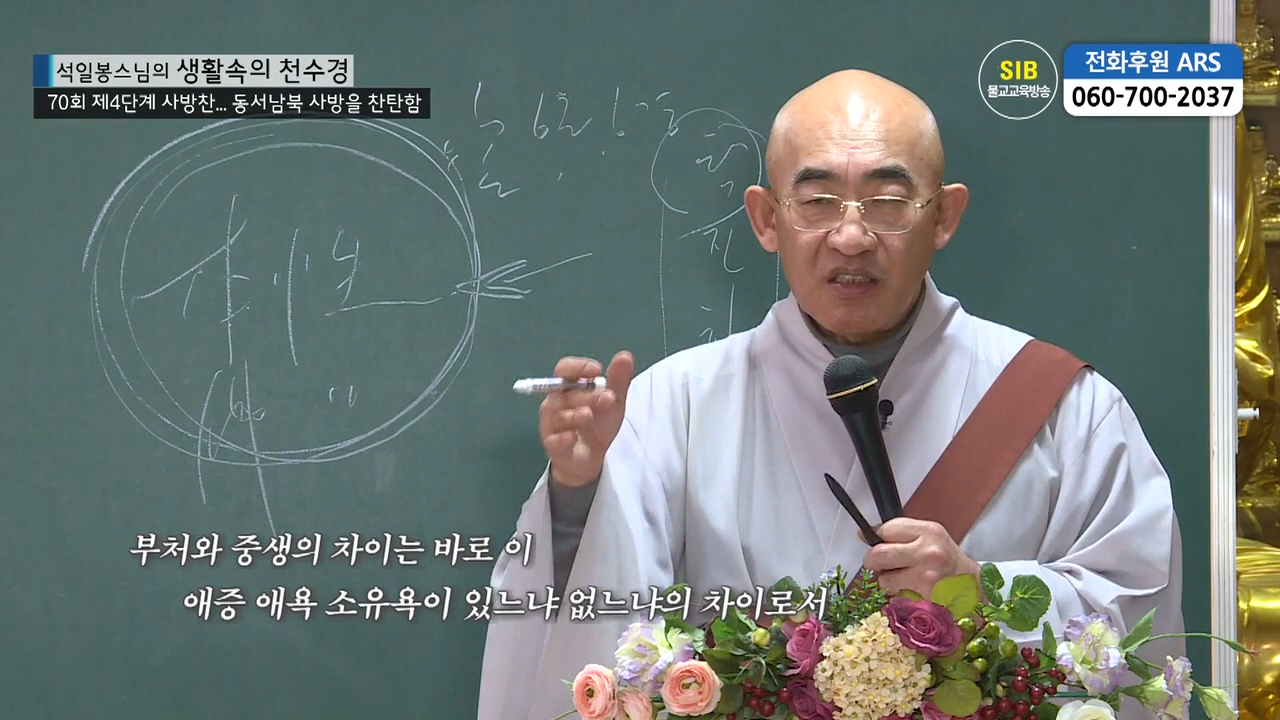 석일봉스님의 생활속의 천수경
70회 제4단계 사방찬... 동서남북 사방을 찬탄함
SIB
불교교육방송
전화후원 ARS
060-700-2037
부처와 중생의 차이는 바로 이
애증 애욕 소유욕이 있느냐 없느냐의 차이로서